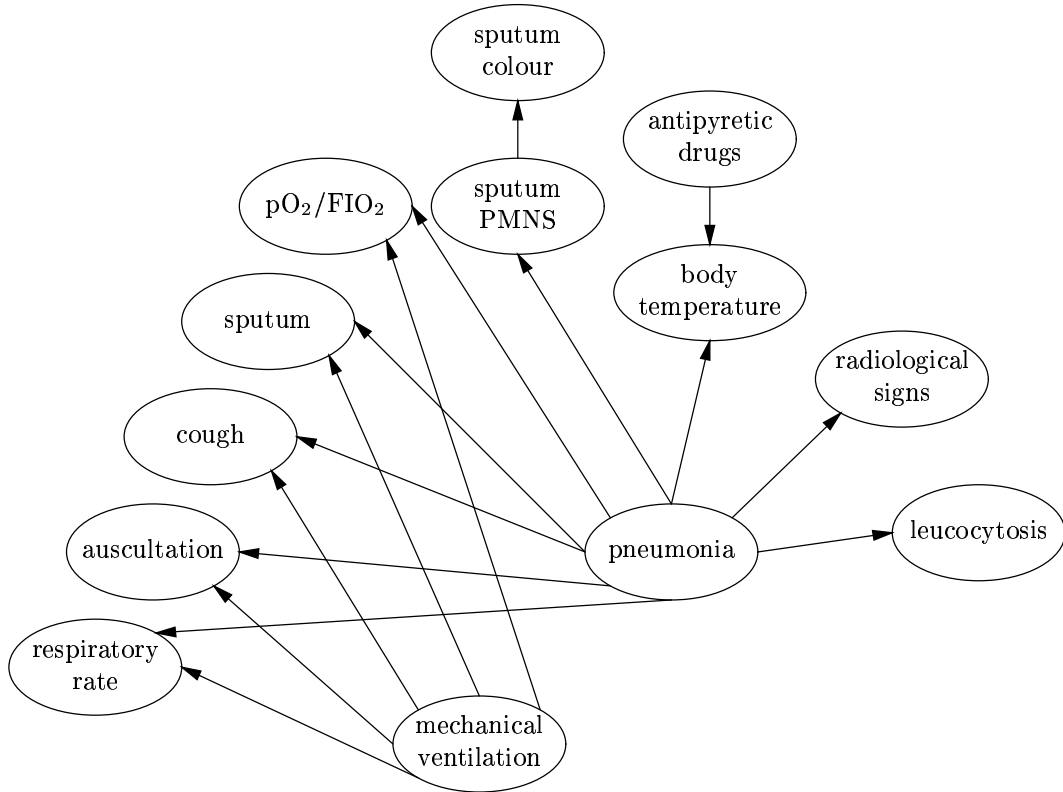 sputum
colour
antipyretic
drugs
pO₂/FIO₂
sputum
PMNS
body
temperature
sputum
radiological
signs
cough
auscultation
pneumonia
leucocytosis
respiratory
rate
mechanical
ventilation